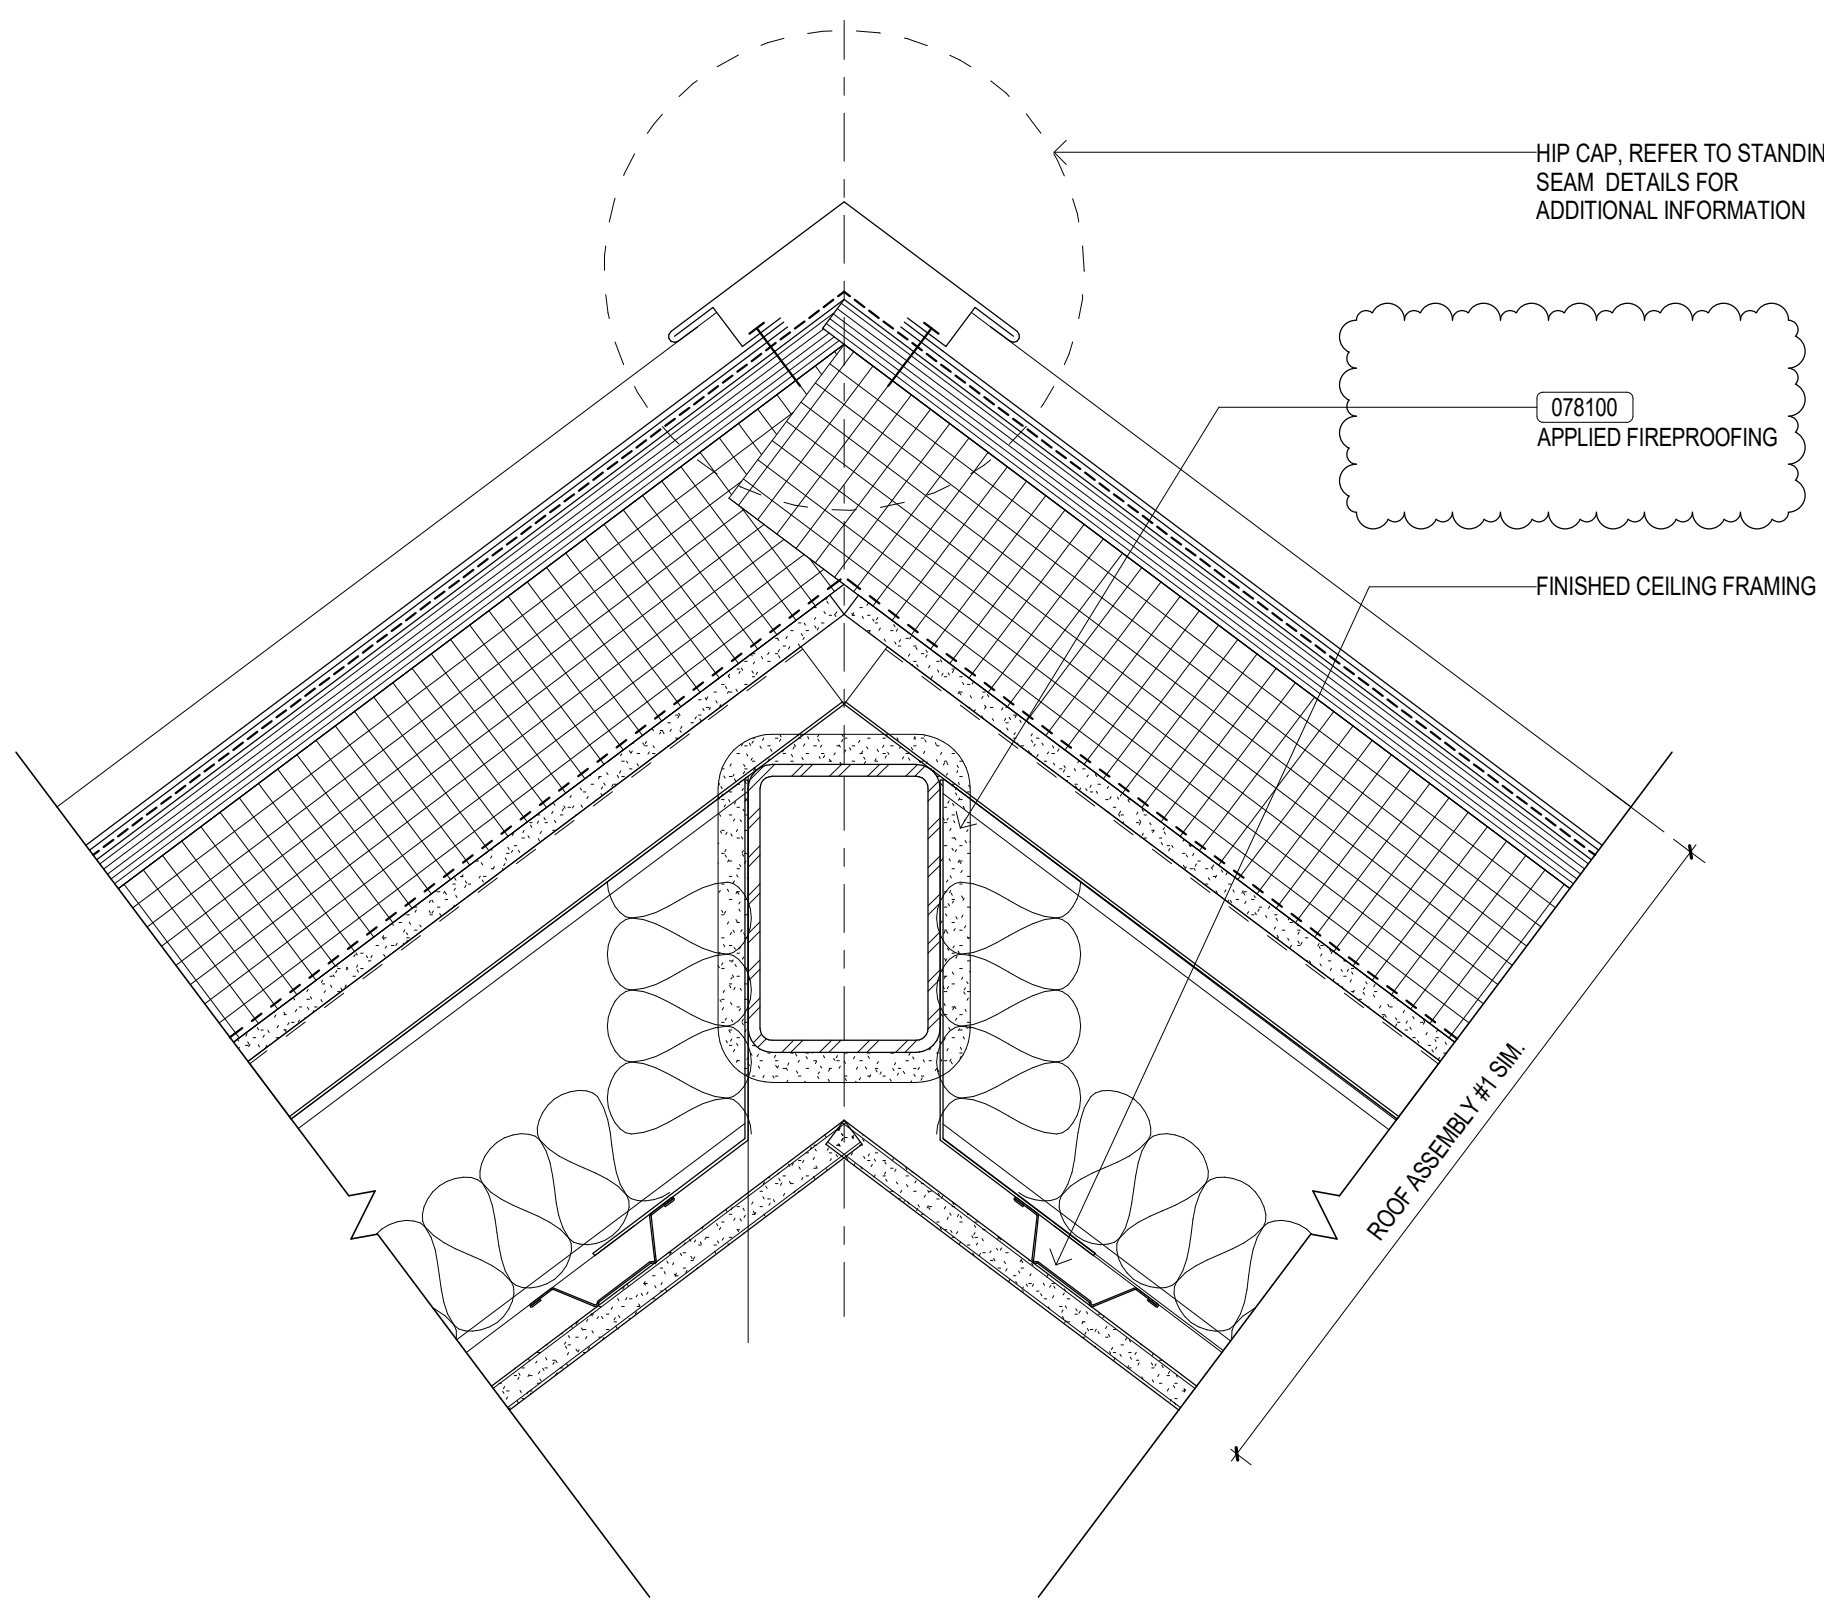 HIP CAP, REFER TO STANDIN
SEAM DETAILS FOR
ADDITIONAL INFORMATION
078100
APPLIED FIREPROOFING
FINISHED CEILING FRAMING
ROOF ASSEMBLY #1 SIM.